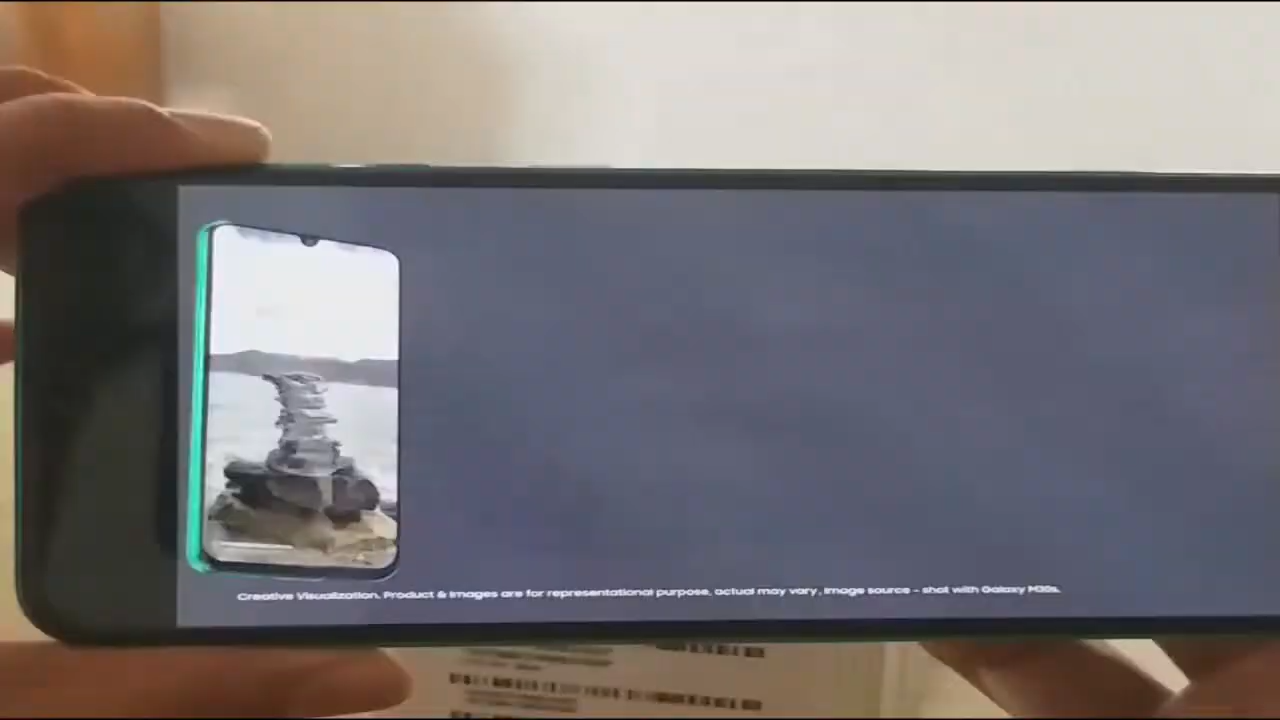 Creative Visualization. Product & Images are for representational purpose, actual may vary, Image source - shot with Galaxy M30s.